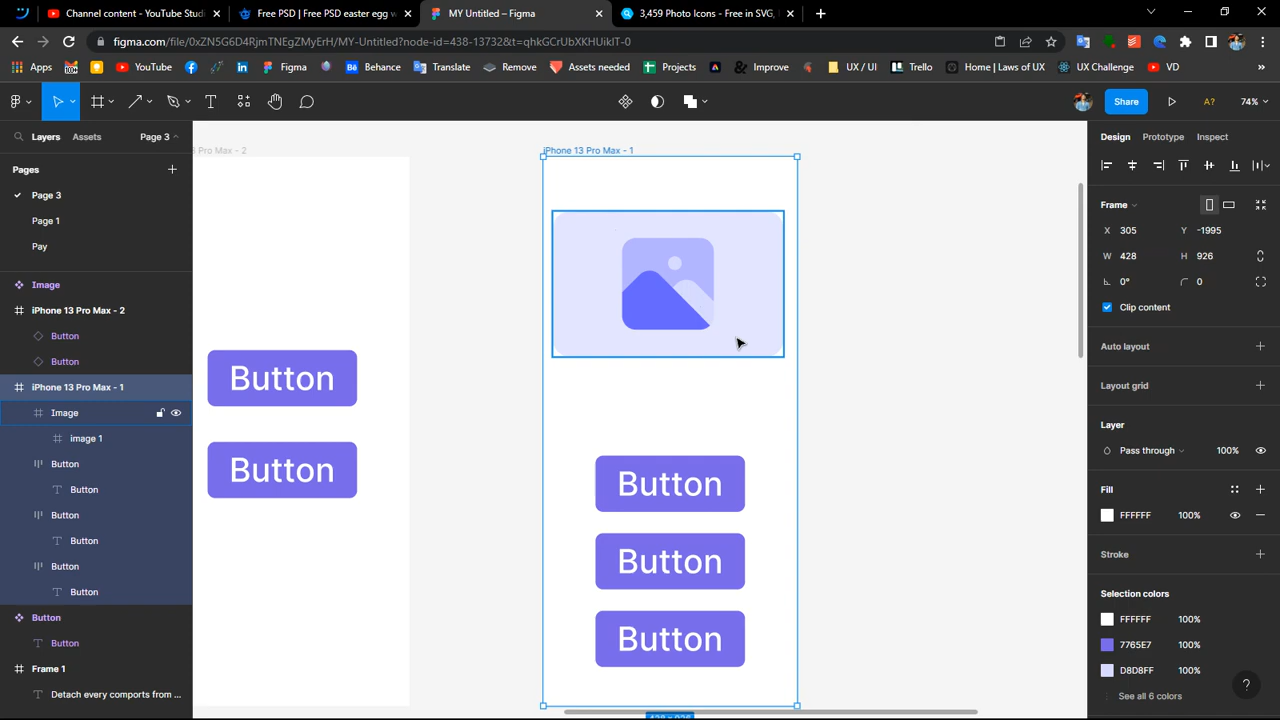 Channel content - YouTube Studi
Free PSD | Free PSD easter egg w
MY Untitled – Figma
3,459 Photo Icons - Free in SVG,
figma.com/file/0xZN5G6D4RjmTNEgZMyErH/MY-Untitled?node-id=438-13732&t=qhkGCrUbXKHUikIT-0
Apps
YouTube
Figma
Behance
Translate
Remove
Assets needed
Projects
Improve
UX / UI
Trello
Home | Laws of UX
UX Challenge
VD
Share
A?
74%
Layers
Assets
Page 3
Pages
Page 3
Page 1
Pay
Image
iPhone 13 Pro Max - 2
Button
Button
iPhone 13 Pro Max - 1
Image
image 1
Button
Button
Button
Button
Button
Button
Button
Button
Frame 1
Detach every comports from ...
Pro Max - 2
Button
Button
iPhone 13 Pro Max - 1
Button
Button
Button
428 × 926
Design
Prototype
Inspect
Frame
X 305
Y -1995
W 428
H 926
0°
0
Clip content
Auto layout
Layout grid
Layer
Pass through
100%
Fill
FFFFFF
100%
Stroke
Selection colors
FFFFFF
100%
7765E7
100%
D8D8FF
100%
See all 6 colors
?